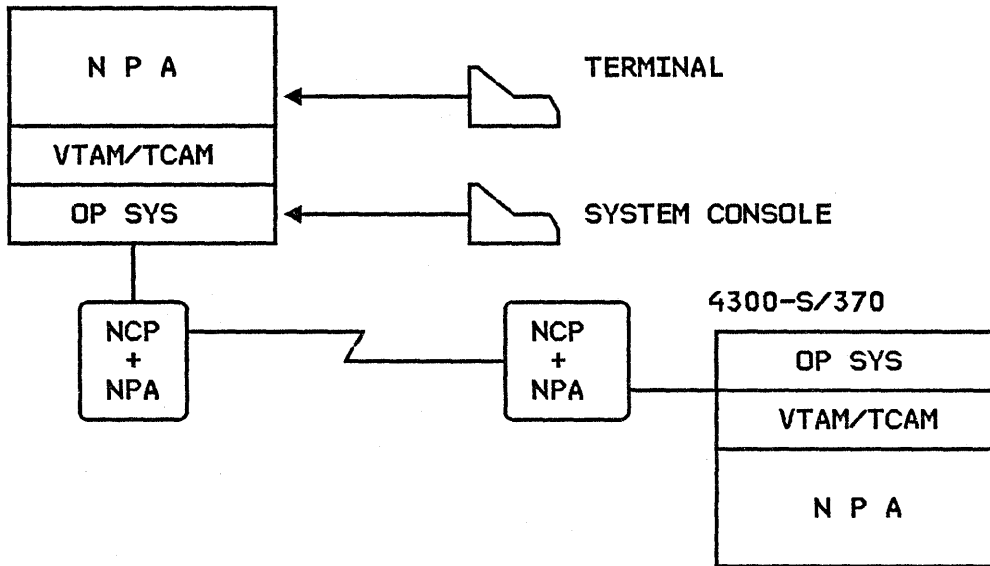 N P A
TERMINAL
VTAM/TCAM
OP SYS
SYSTEM CONSOLE
4300-S/370
NCP
+
NPA
NCP
+
NPA
OP SYS
VTAM/TCAM
N P A